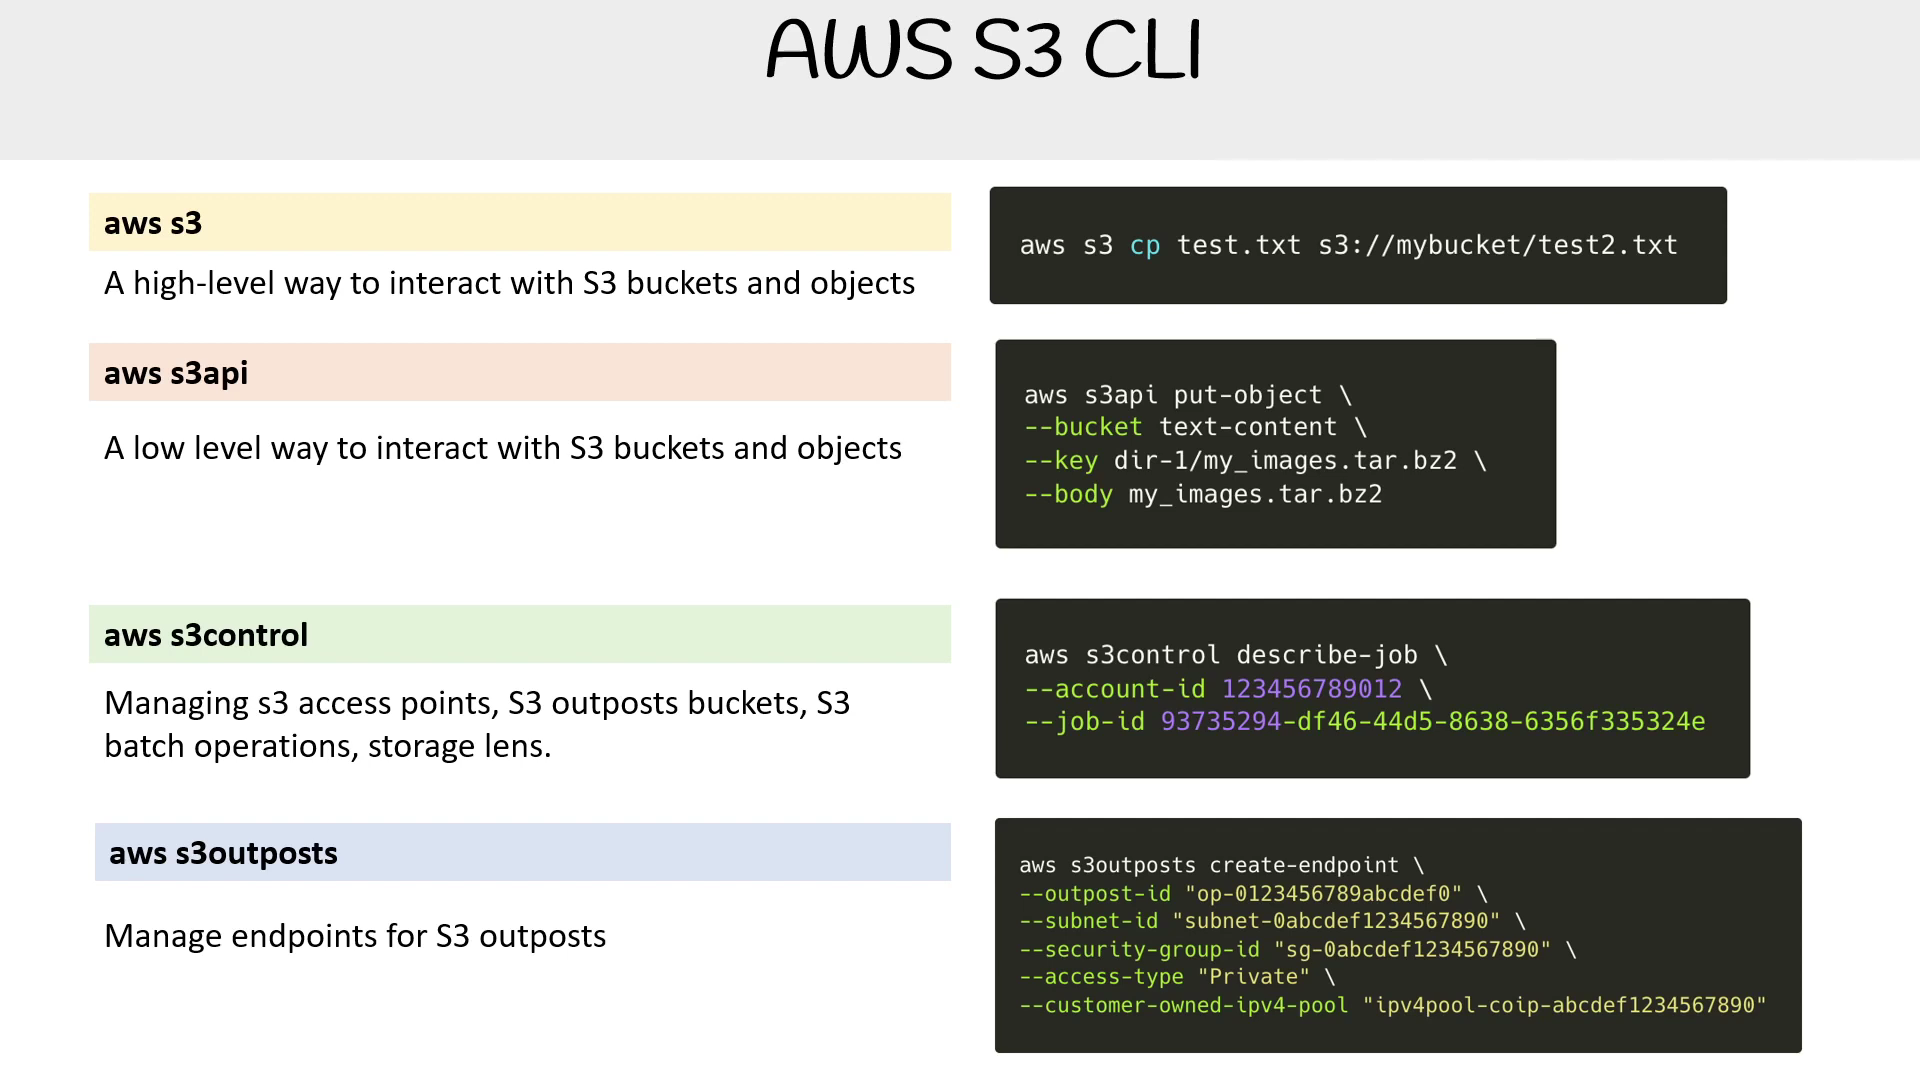 AWS S3 CLI
aws s3
A high-level way to interact with S3 buckets and objects
aws s3 cp test.txt s3://mybucket/test2.txt
aws s3api
A low level way to interact with S3 buckets and objects
aws s3api put-object \
--bucket text-content \
--key dir-1/my_images.tar.bz2 \
--body my_images.tar.bz2
aws s3control
Managing s3 access points, S3 outposts buckets, S3
batch operations, storage lens.
aws s3control describe-job \
--account-id 123456789012 \
--job-id 93735294-df46-44d5-8638-6356f335324e
aws s3outposts
Manage endpoints for S3 outposts
aws s3outposts create-endpoint \
--outpost-id "op-0123456789abcdef0" \
--subnet-id "subnet-0abcdef1234567890" \
--security-group-id "sg-0abcdef1234567890" \
--access-type "Private" \
--customer-owned-ipv4-pool "ipv4pool-coip-abcdef1234567890"